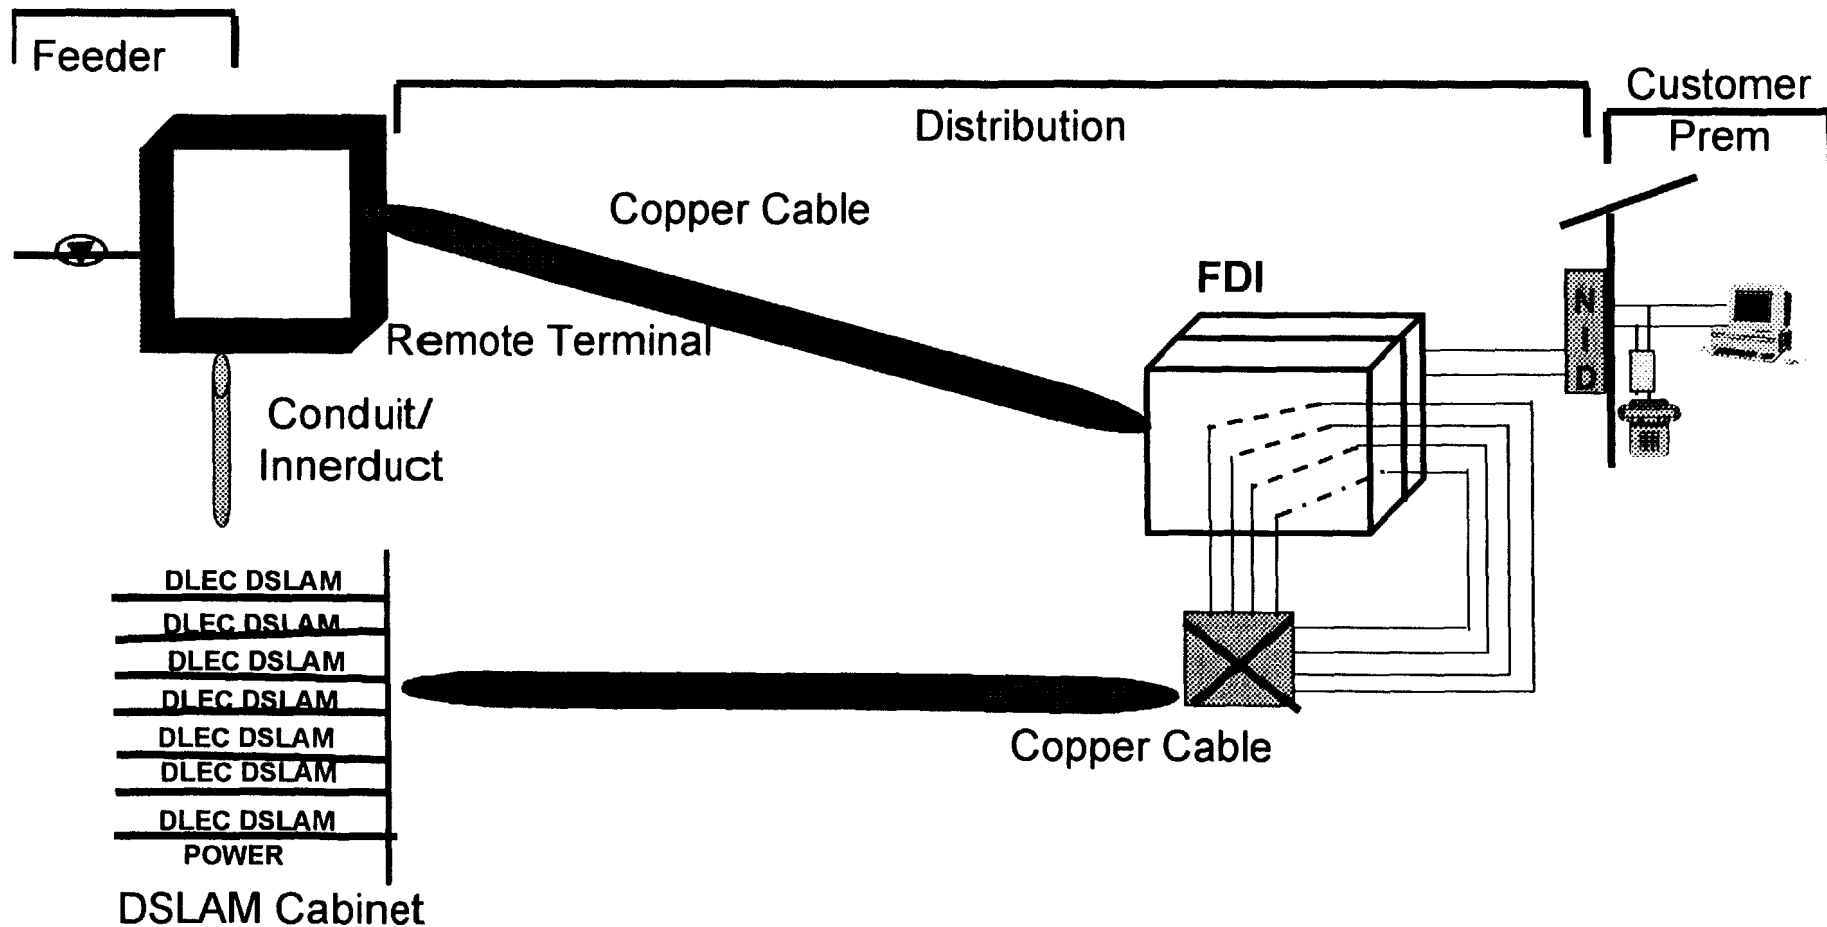 Feeder
Customer
Prem
Distribution
Copper Cable
FDI
NID
Remote Terminal
Conduit/
Innerduct
DLEC DSLAM
DLEC DSLAM
DLEC DSLAM
DLEC DSLAM
DLEC DSLAM
DLEC DSLAM
DLEC DSLAM
POWER
Copper Cable
DSLAM Cabinet